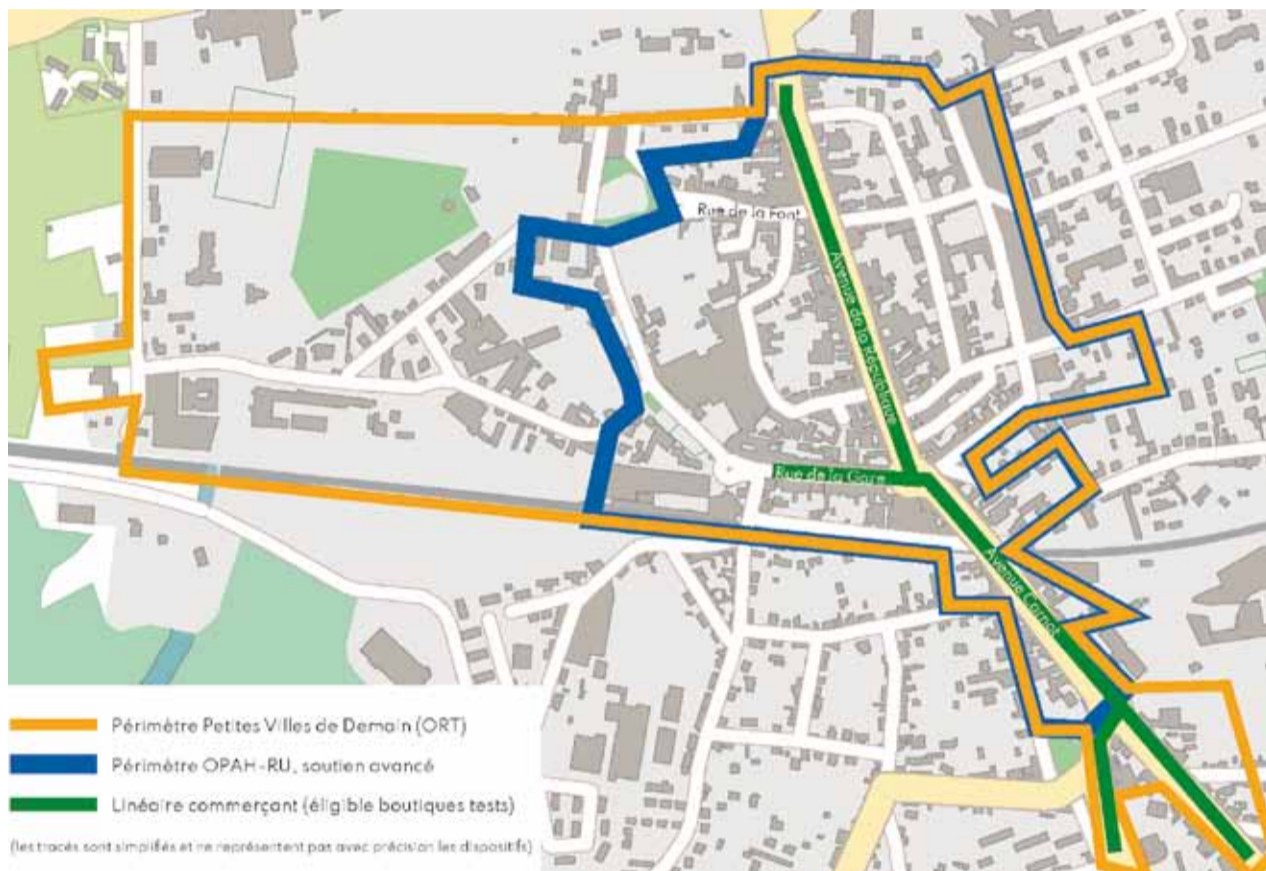 Rue de la Font
Avenue de la République
Rue de la Gare
Avenue Carnot
Périmètre Petites Villes de Demain (ORT)
Périmètre OPAH-RU, soutien avancé
Linéaire commerçant (éligible boutiques tests)
(les tracés sont simplifiés et ne représentent pas avec précision les dispositifs)